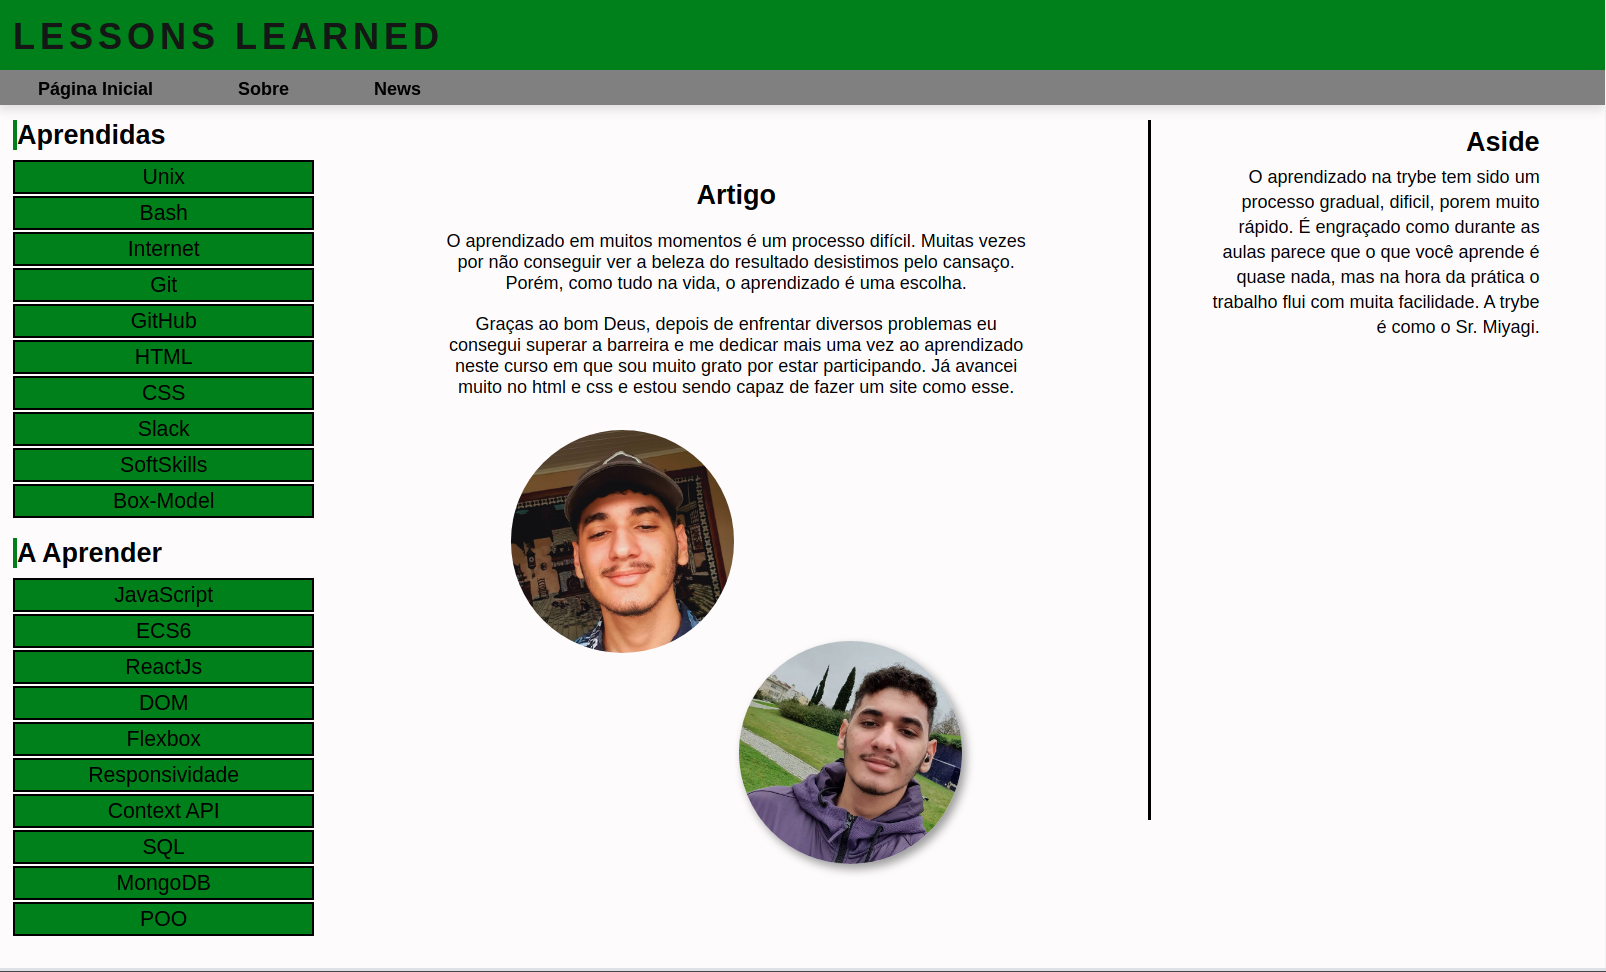 LESSONS LEARNED
Página Inicial
Sobre
News
Aprendidas
Unix
Bash
Internet
Git
GitHub
HTML
CSS
Slack
SoftSkills
Box-Model
A Aprender
JavaScript
ECS6
ReactJs
DOM
Flexbox
Responsividade
Context API
SQL
MongoDB
POO
Artigo
O aprendizado em muitos momentos é um processo difícil. Muitas vezes
por não conseguir ver a beleza do resultado desistimos pelo cansaço.
Porém, como tudo na vida, o aprendizado é uma escolha.
Graças ao bom Deus, depois de enfrentar diversos problemas eu
consegui superar a barreira e me dedicar mais uma vez ao aprendizado
neste curso em que sou muito grato por estar participando. Já avancei
muito no html e css e estou sendo capaz de fazer um site como esse.
Aside
O aprendizado na trybe tem sido um
processo gradual, dificil, porem muito
rápido. É engraçado como durante as
aulas parece que o que você aprende é
quase nada, mas na hora da prática o
trabalho flui com muita facilidade. A trybe
é como o Sr. Miyagi.